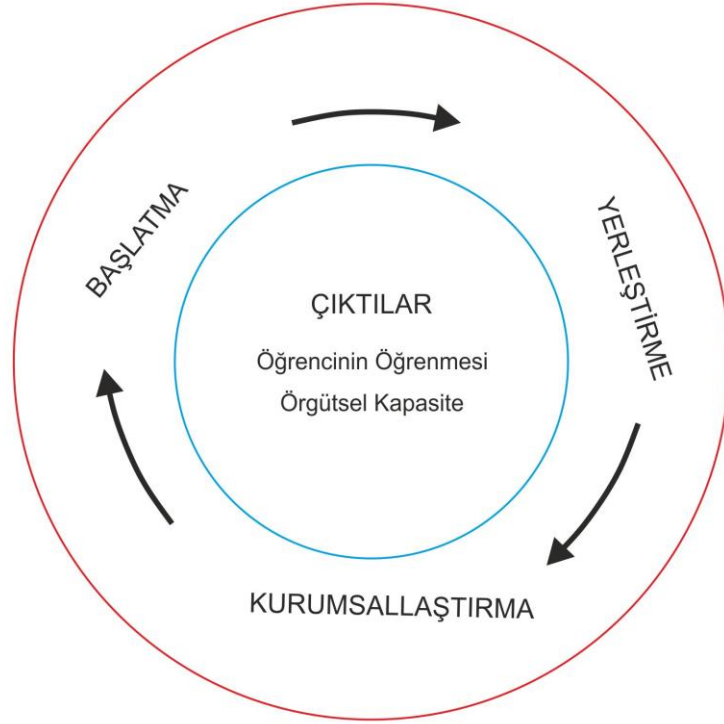 BAŞLATMA
YERLEŞTİRME
ÇIKTILAR
Öğrencinin Öğrenmesi
Örgütsel Kapasite
KURUMSALLAŞTIRMA